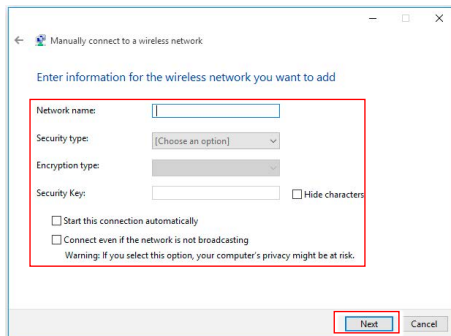 Manually connect to a wireless network
Enter information for the wireless network you want to add
Network name:
Security type: [Choose an option]
Encryption type:
Security Key: Hide characters
Start this connection automatically
Connect even if the network is not broadcasting
Warning: If you select this option, your computer's privacy might be at risk.
Next Cancel